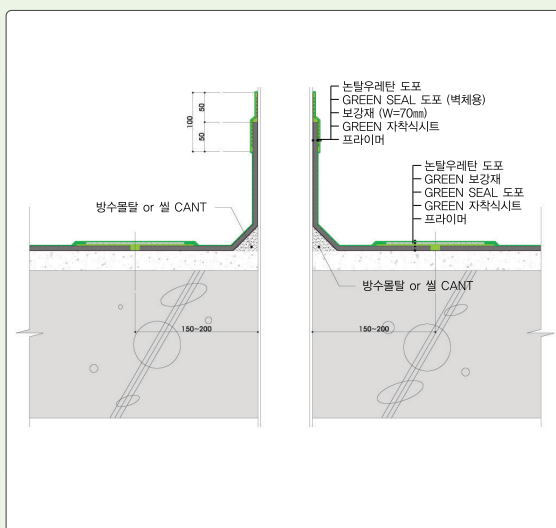 논탈우레탄 도포
GREEN SEAL 도포 (벽체용)
보강재 (W=70㎜)
GREEN 자착식시트
프라이머
100
50
50
논탈우레탄 도포
GREEN 보강재
GREEN SEAL 도포
GREEN 자착식시트
프라이머
방수몰탈 or 씰 CANT
방수몰탈 or 씰 CANT
150~200
150~200